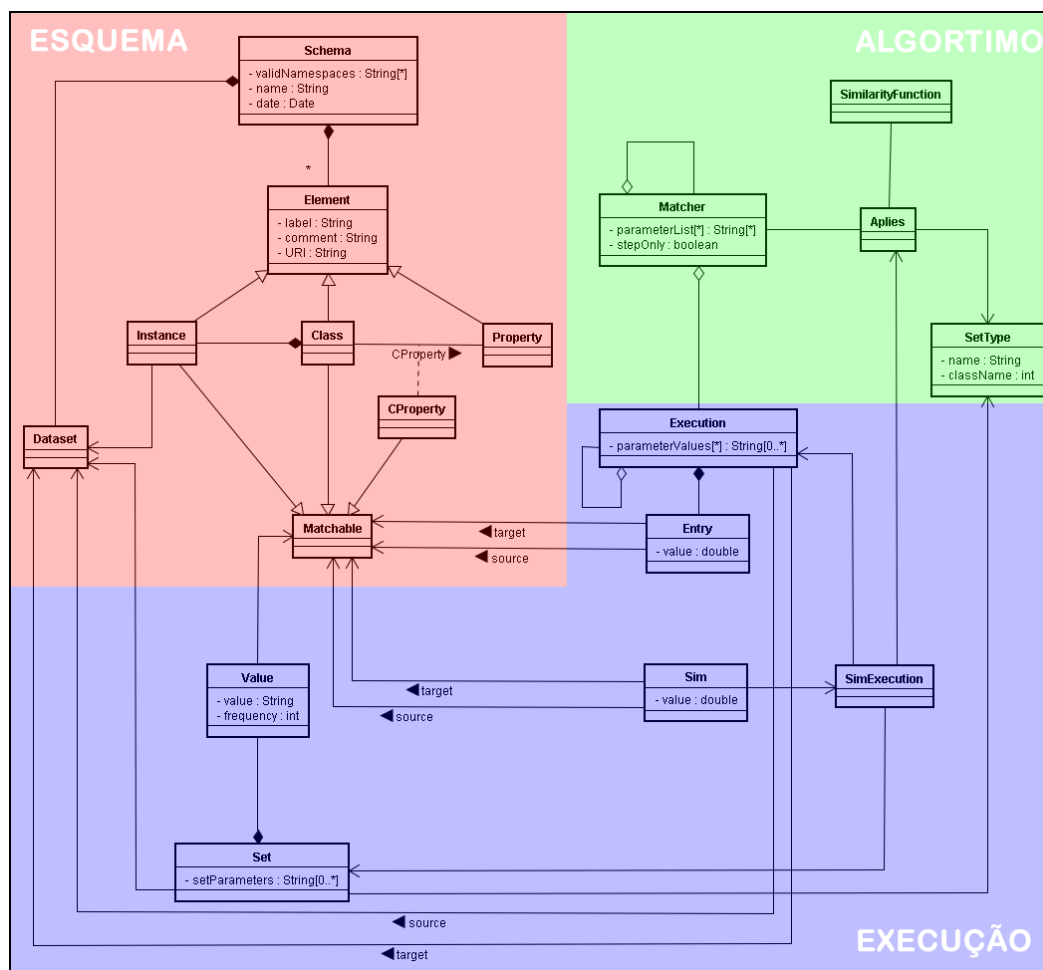 ESQUEMA
Schema
- validNamespaces : String[*]
- name : String
- date : Date
*
Element
- label : String
- comment : String
- URI : String
Instance
Class
Property
CProperty
CProperty
Dataset
Matchable
ALGORTIMO
SimilarityFunction
Matcher
- parameterList[*] : String[*]
- stepOnly : boolean
Aplies
SetType
- name : String
- className : int
Execution
- parameterValues[*] : String[0..*]
Entry
- value : double
target
source
Value
- value : String
- frequency : int
Sim
- value : double
target
source
SimExecution
Set
- setParameters : String[0..*]
source
target
EXECUÇÃO